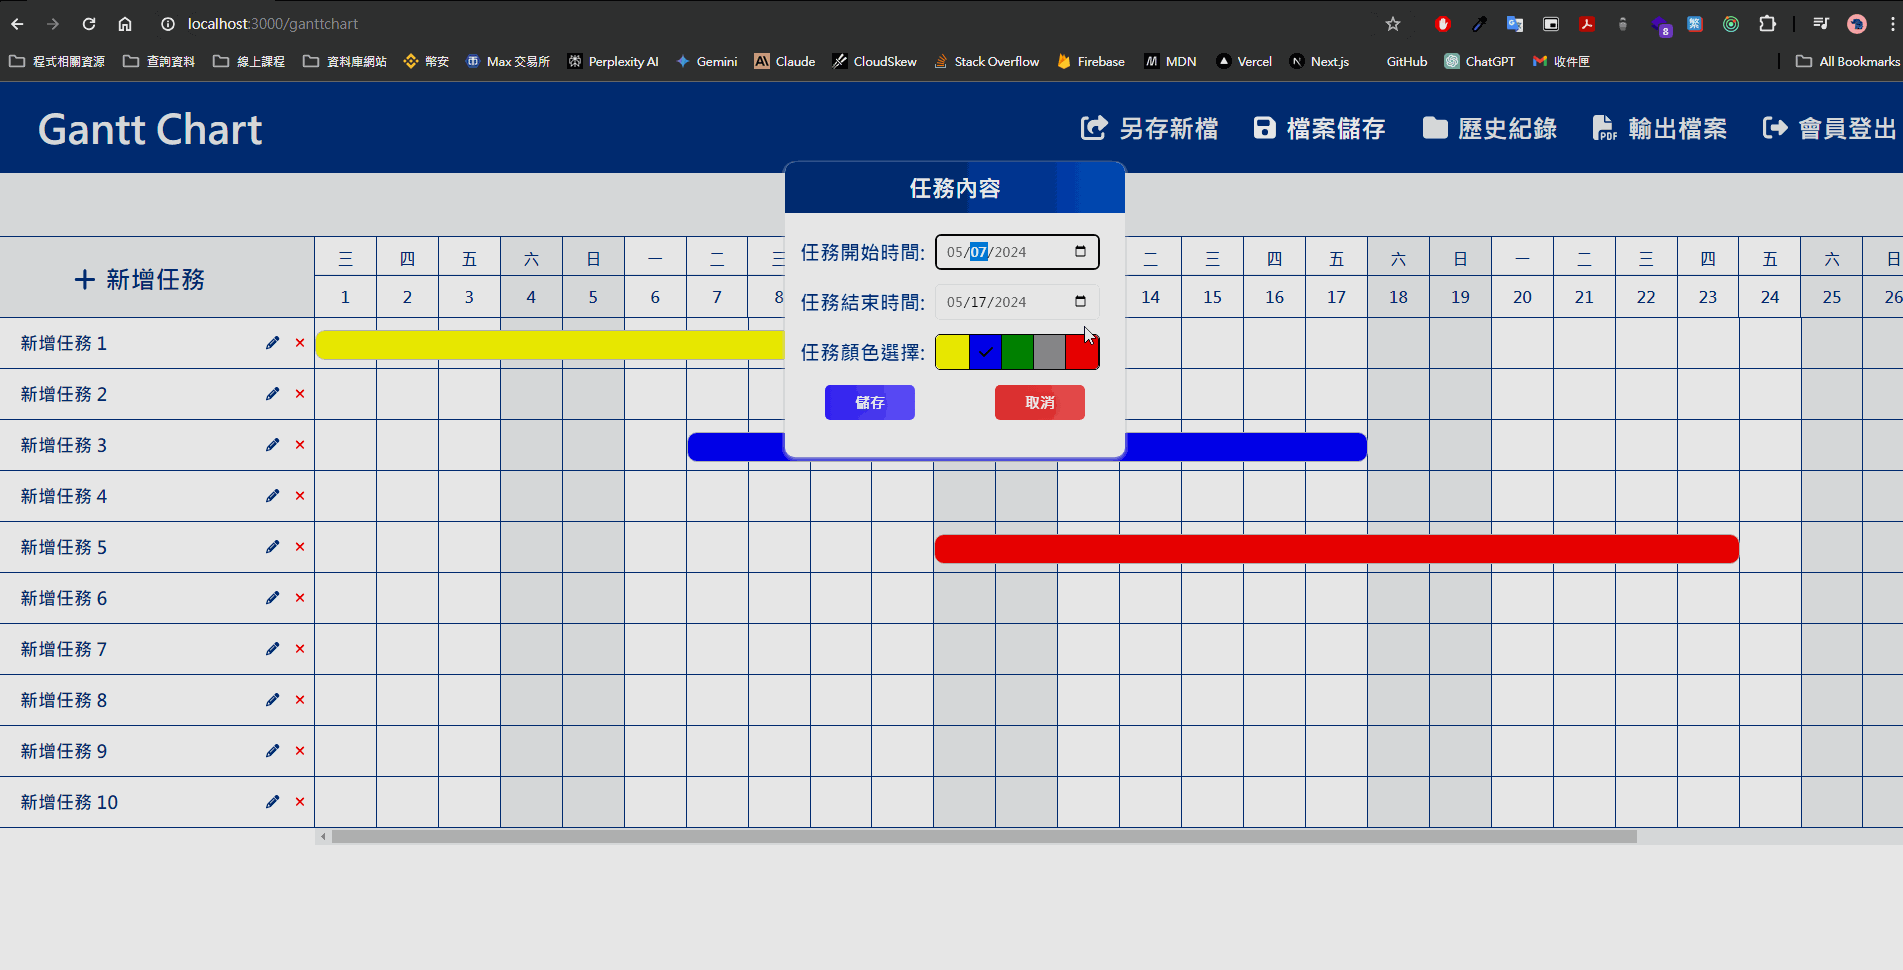 localhost:3000/ganttchart
8
程式相關資源 查詢資料 線上課程 資料庫網站 幣安 Max 交易所 Perplexity AI Gemini Claude CloudSkew Stack Overflow Firebase MDN Vercel Next.js GitHub ChatGPT 收件匣 All Bookmarks
Gantt Chart 另存新檔 檔案儲存 歷史紀錄 PDF 輸出檔案 會員登出
任務內容
任務開始時間: 05/07/2024
任務結束時間: 05/17/2024
任務顏色選擇:
儲存 取消
新增任務
三 四 五 六 日 一 二 三 二 三 四 五 六 日 一 二 三 四 五 六 日
1 2 3 4 5 6 7 8 14 15 16 17 18 19 20 21 22 23 24 25 26
新增任務 1
新增任務 2
新增任務 3
新增任務 4
新增任務 5
新增任務 6
新增任務 7
新增任務 8
新增任務 9
新增任務 10